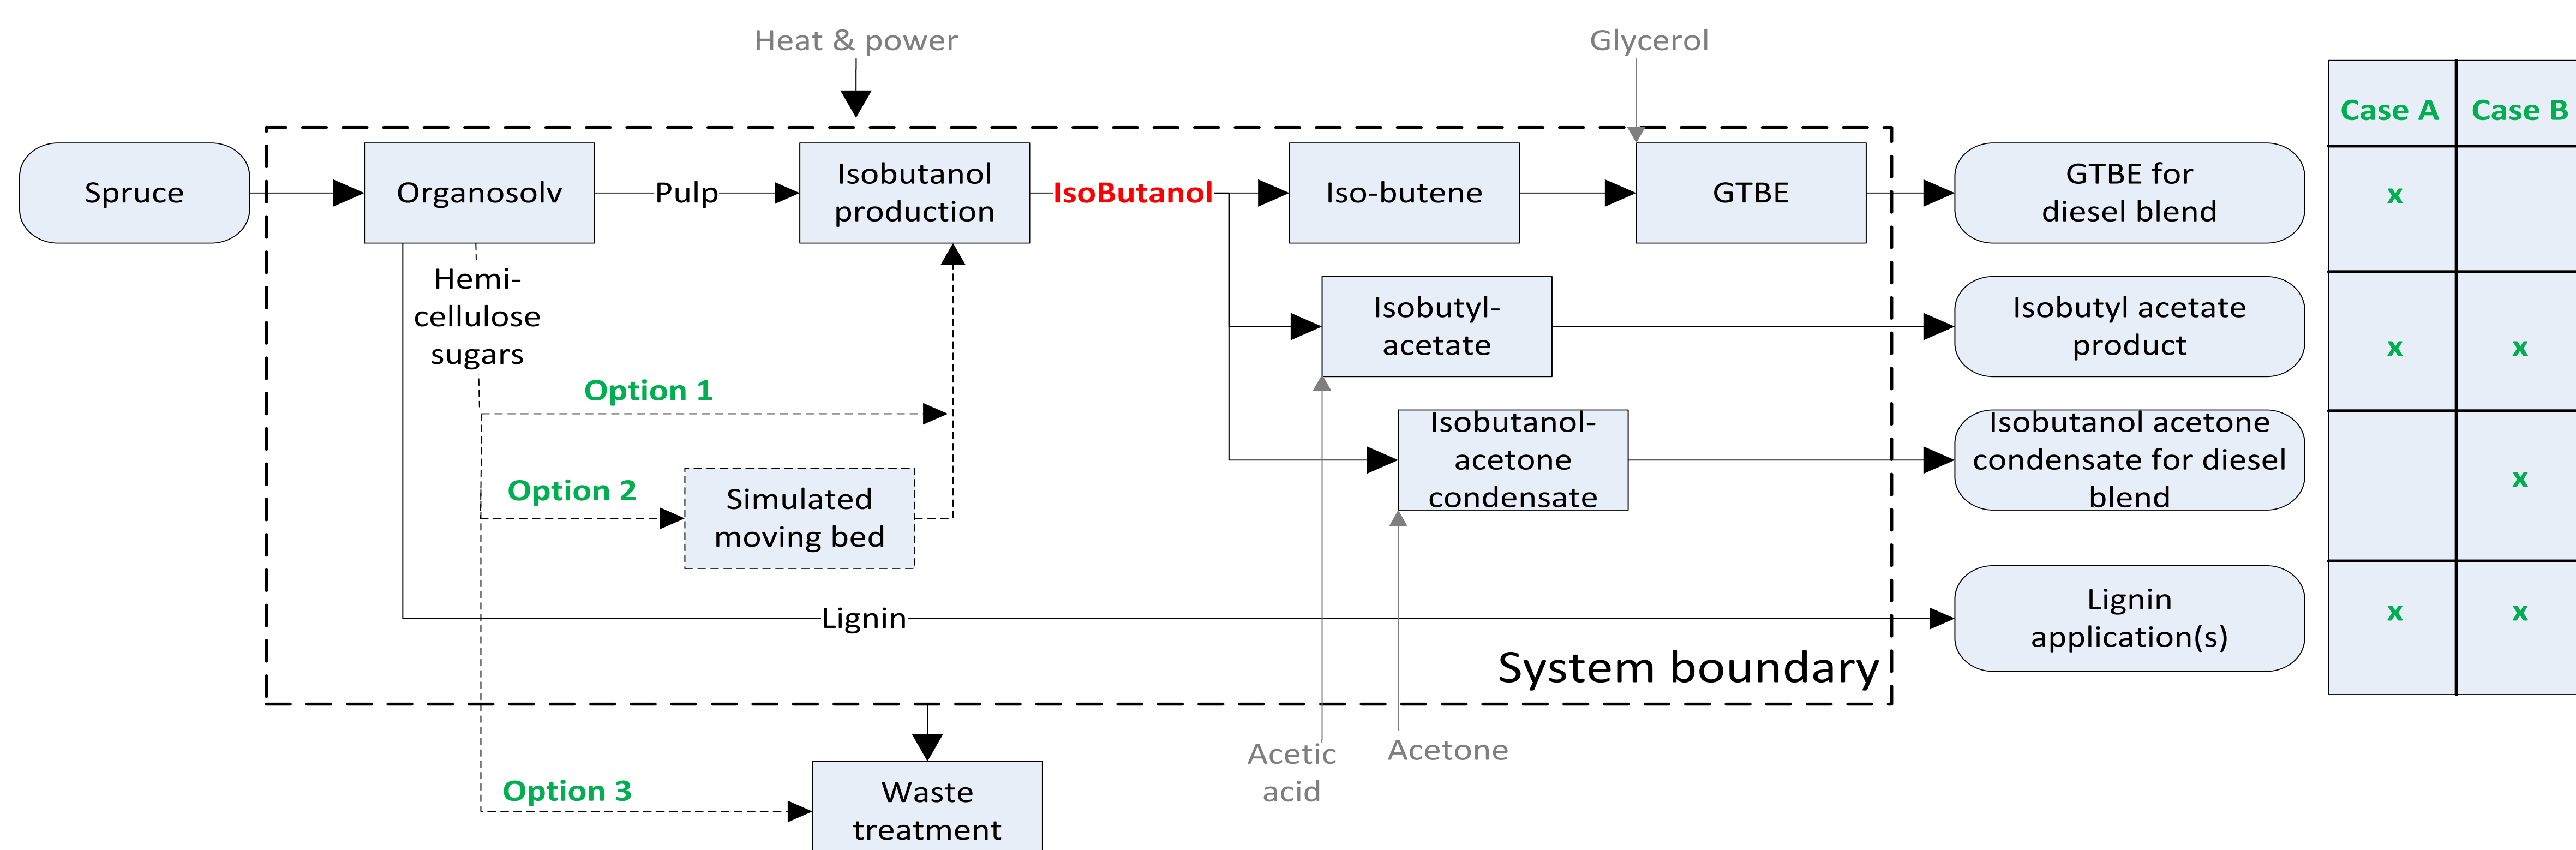 Heat & power
Glycerol
Case A
Case B
Spruce
Organosolv
Pulp
Isobutanol
production
IsoButanol
Iso-butene
GTBE
GTBE for
diesel blend
x
Hemi-
cellulose
sugars
Isobutyl-
acetate
Isobutyl acetate
product
x
x
Option 1
Isobutanol-
acetone
condensate
Isobutanol acetone
condensate for diesel
blend
x
Option 2
Simulated
moving bed
Lignin
Lignin
application(s)
x
x
System boundary
Acetic
acid
Acetone
Option 3
Waste
treatment